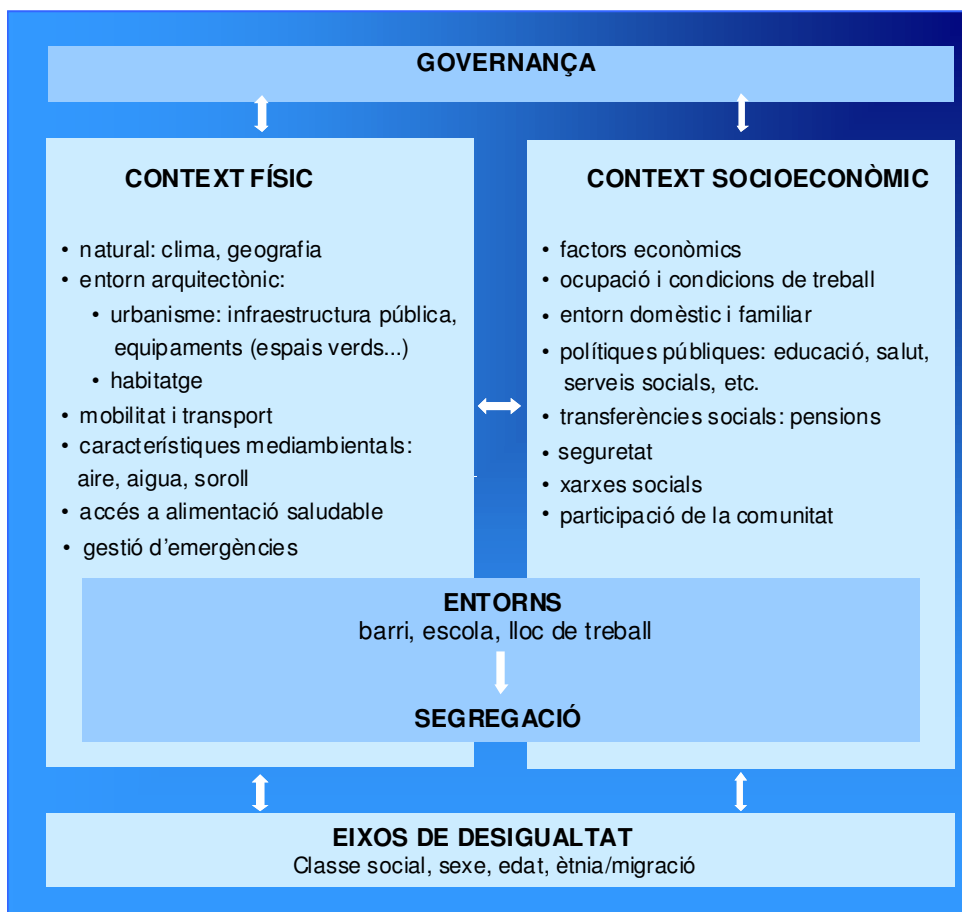 GOVERNANÇA
CONTEXT FÍSIC
• natural: clima, geografia
• entorn arquitectònic:
• urbanisme: infraestructura pública,
equipaments (espais verds...)
• habitatge
• mobilitat i transport
• característiques mediambientals:
aire, aigua, soroll
• accés a alimentació saludable
• gestió d'emergències
CONTEXT SOCIOECONÒMIC
• factors econòmics
• ocupació i condicions de treball
• entorn domèstic i familiar
• polítiques públiques: educació, salut,
serveis socials, etc.
• transferències socials: pensions
• seguretat
• xarxes socials
• participació de la comunitat
ENTORNS
barri, escola, lloc de treball
SEGREGACIÓ
EIXOS DE DESIGUALTAT
Classe social, sexe, edat, ètnia/migració